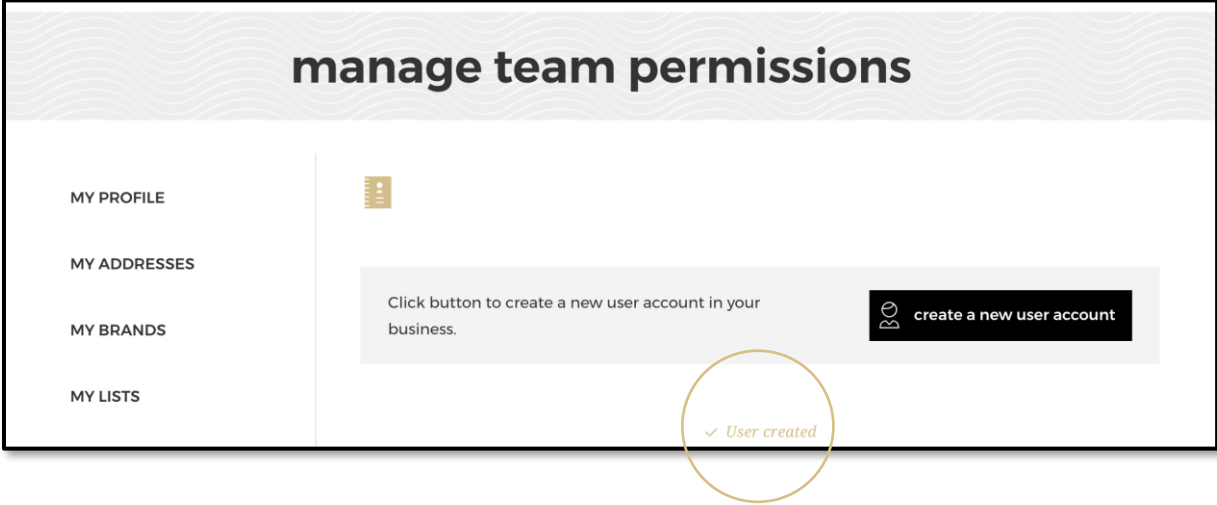 manage team permissions
MY PROFILE
MY ADDRESSES
MY BRANDS
MY LISTS
Click button to create a new user account in your
business.
create a new user account
User created